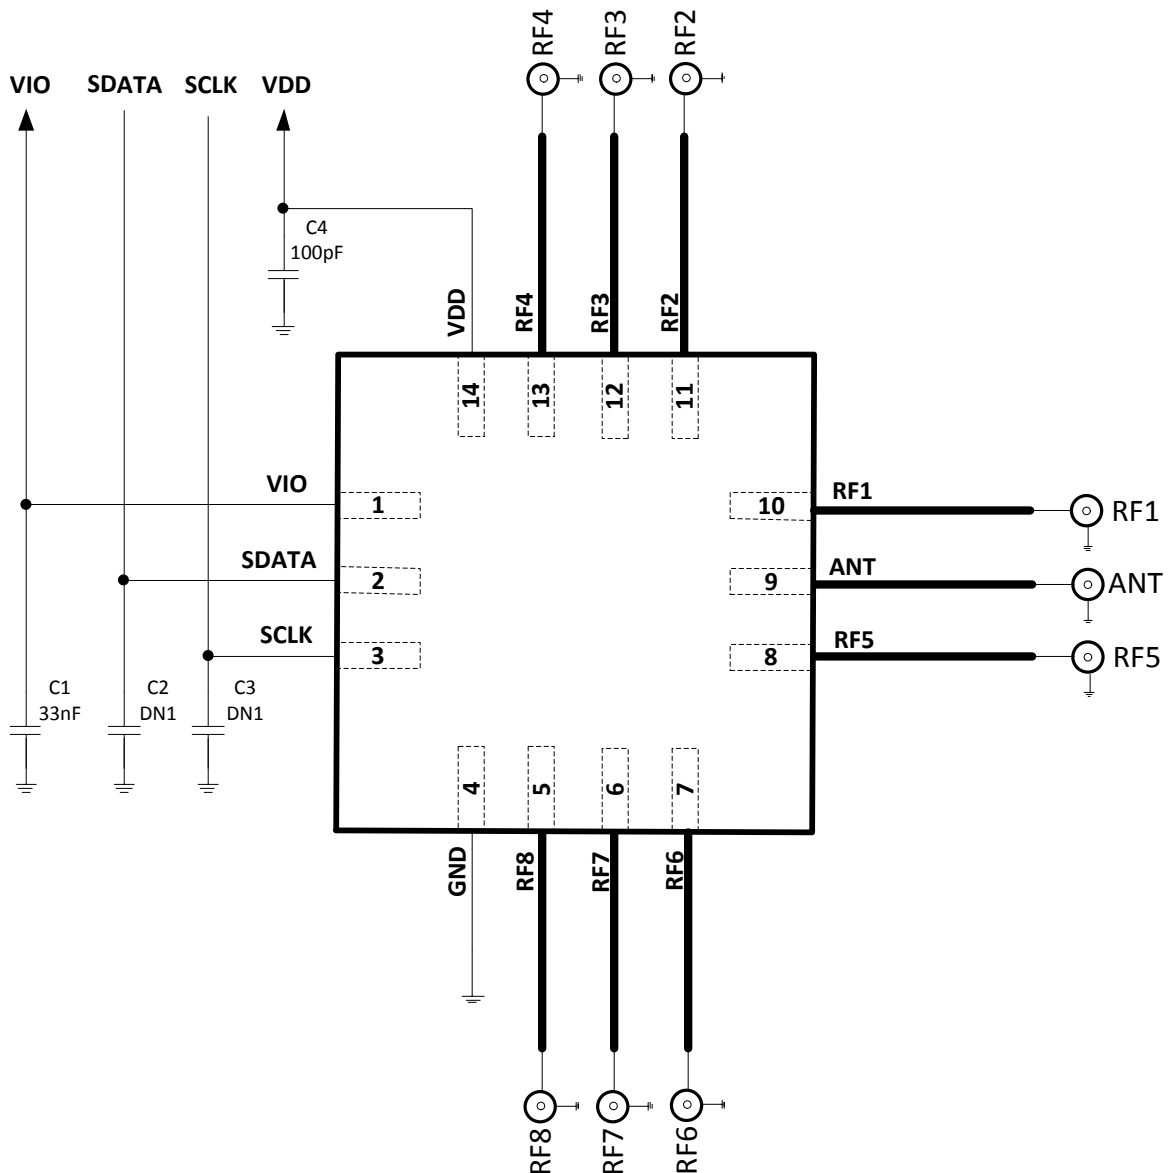 RF4
RF3
RF2
VIO
SDATA
SCLK
VDD
C4
100pF
VDD
RF4
RF3
RF2
14
13
12
11
VIO
1
10
RF1
RF1
SDATA
2
9
ANT
ANT
SCLK
3
8
RF5
RF5
C1
33nF
C2
DN1
C3
DN1
4
5
6
7
GND
RF8
RF7
RF6
RF8
RF7
RF6